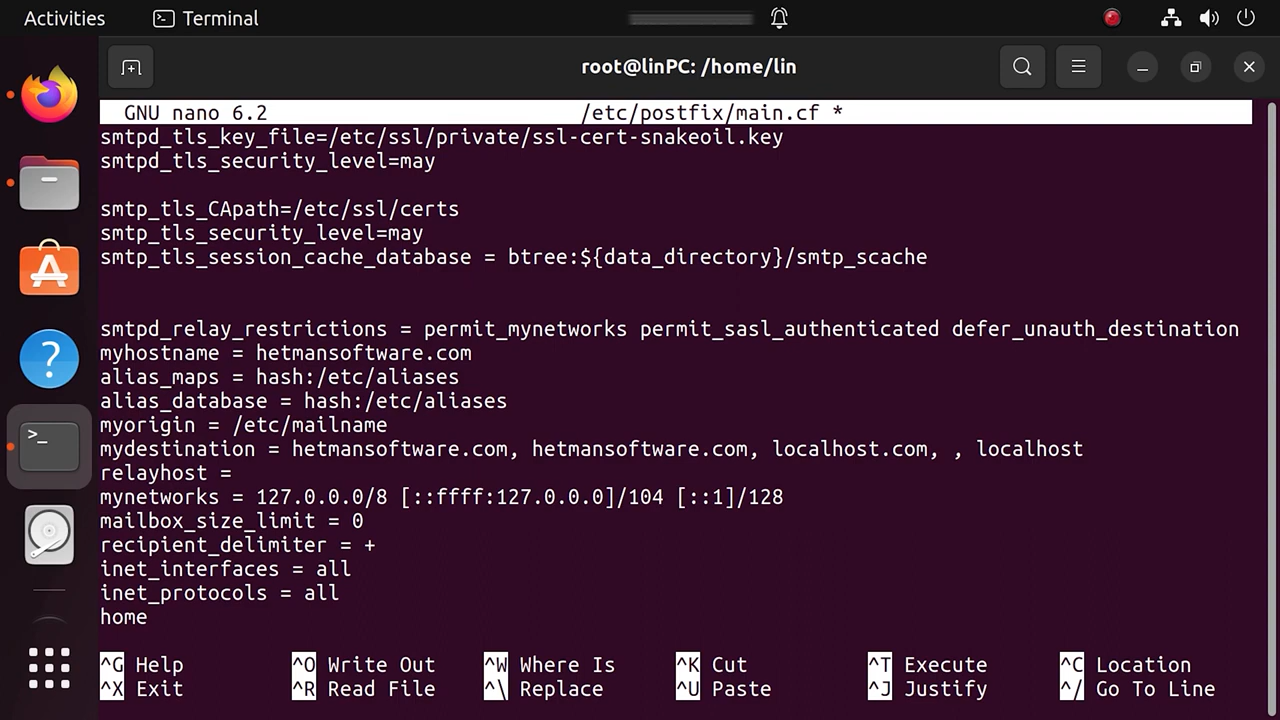 Activities
Terminal
root@linPC: /home/lin
GNU nano 6.2 /etc/postfix/main.cf *
smtpd_tls_key_file=/etc/ssl/private/ssl-cert-snakeoil.key
smtpd_tls_security_level=may
smtp_tls_CApath=/etc/ssl/certs
smtp_tls_security_level=may
smtp_tls_session_cache_database = btree:${data_directory}/smtp_scache
smtpd_relay_restrictions = permit_mynetworks permit_sasl_authenticated defer_unauth_destination
myhostname = hetmansoftware.com
alias_maps = hash:/etc/aliases
alias_database = hash:/etc/aliases
myorigin = /etc/mailname
mydestination = hetmansoftware.com, hetmansoftware.com, localhost.com, , localhost
relayhost =
mynetworks = 127.0.0.0/8 [::ffff:127.0.0.0]/104 [::1]/128
mailbox_size_limit = 0
recipient_delimiter = +
inet_interfaces = all
inet_protocols = all
home
^G Help ^O Write Out ^W Where Is ^K Cut ^T Execute ^C Location
^X Exit ^R Read File ^\ Replace ^U Paste ^J Justify ^/ Go To Line